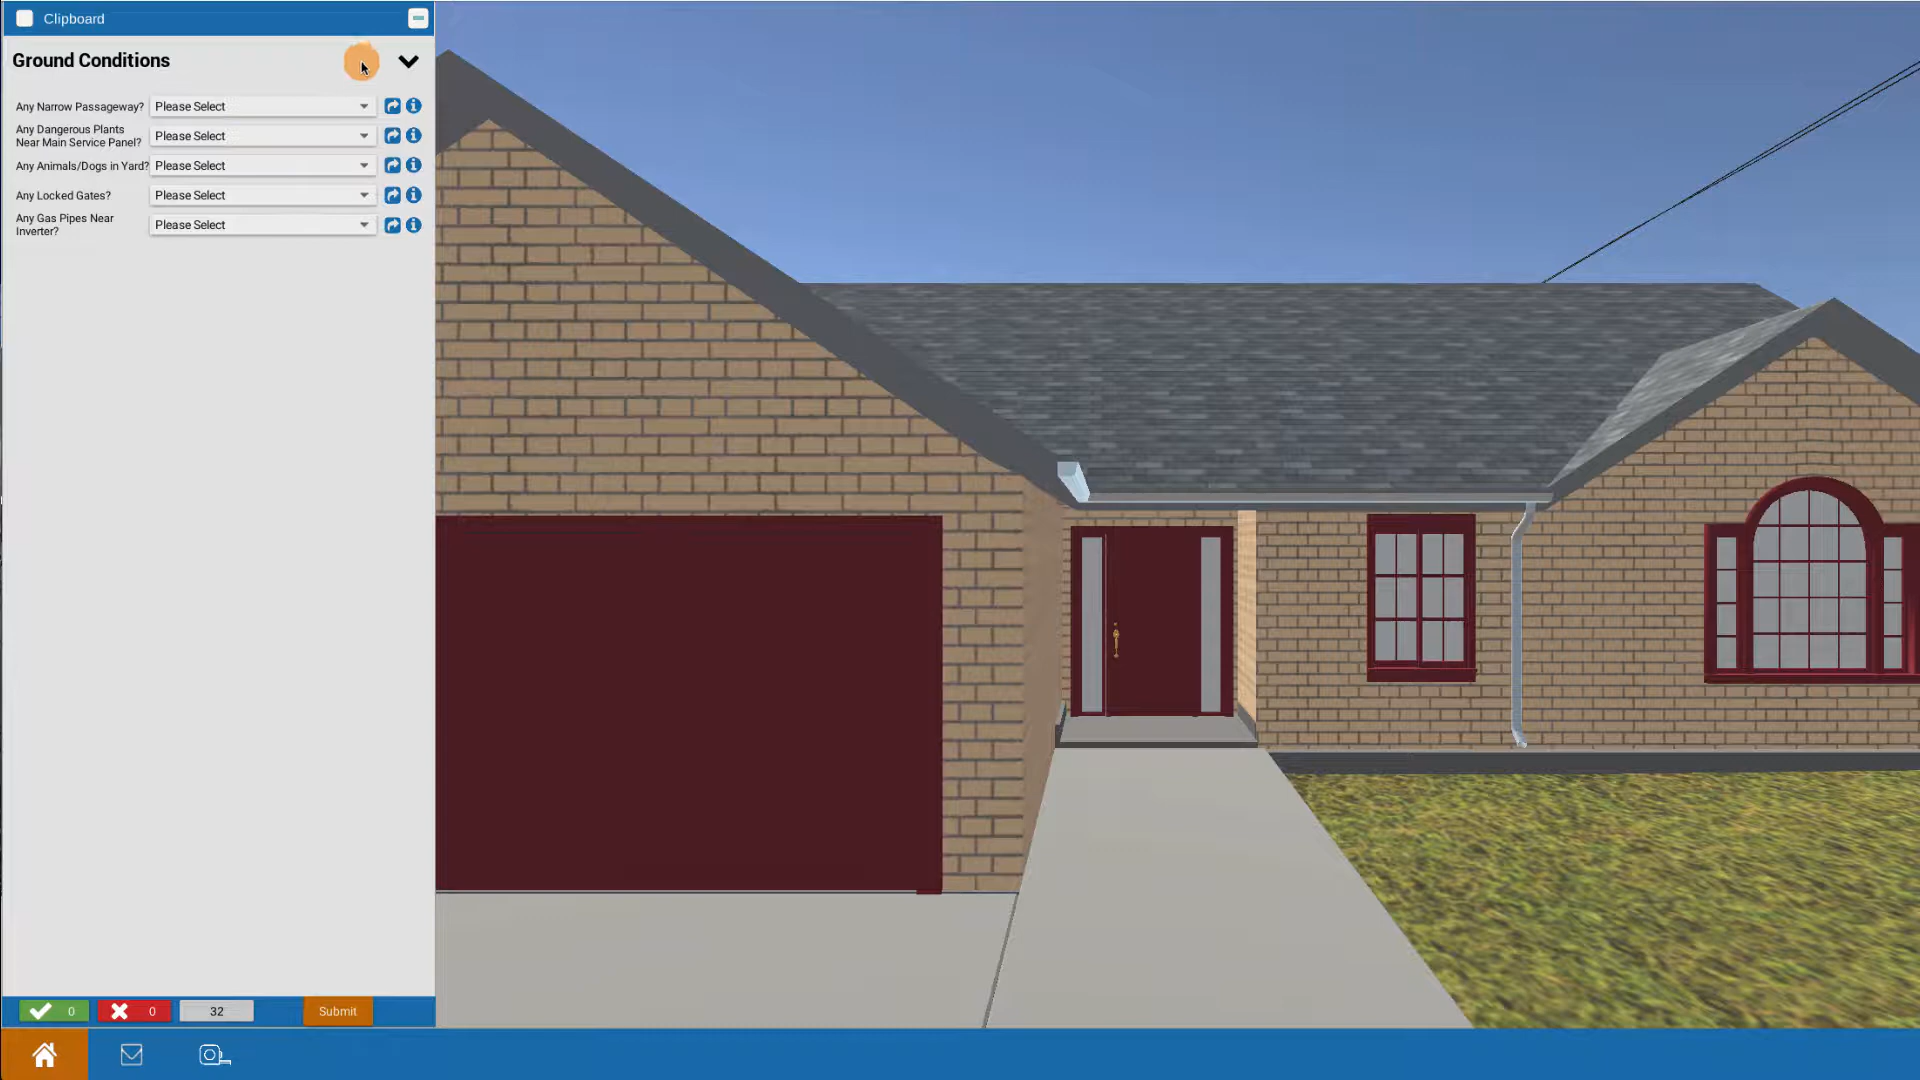 Clipboard
Ground Conditions
Any Narrow Passageway? Please Select
Any Dangerous Plants
Near Main Service Panel? Please Select
Any Animals/Dogs in Yard? Please Select
Any Locked Gates? Please Select
Any Gas Pipes Near
Inverter? Please Select
0 0 32 Submit